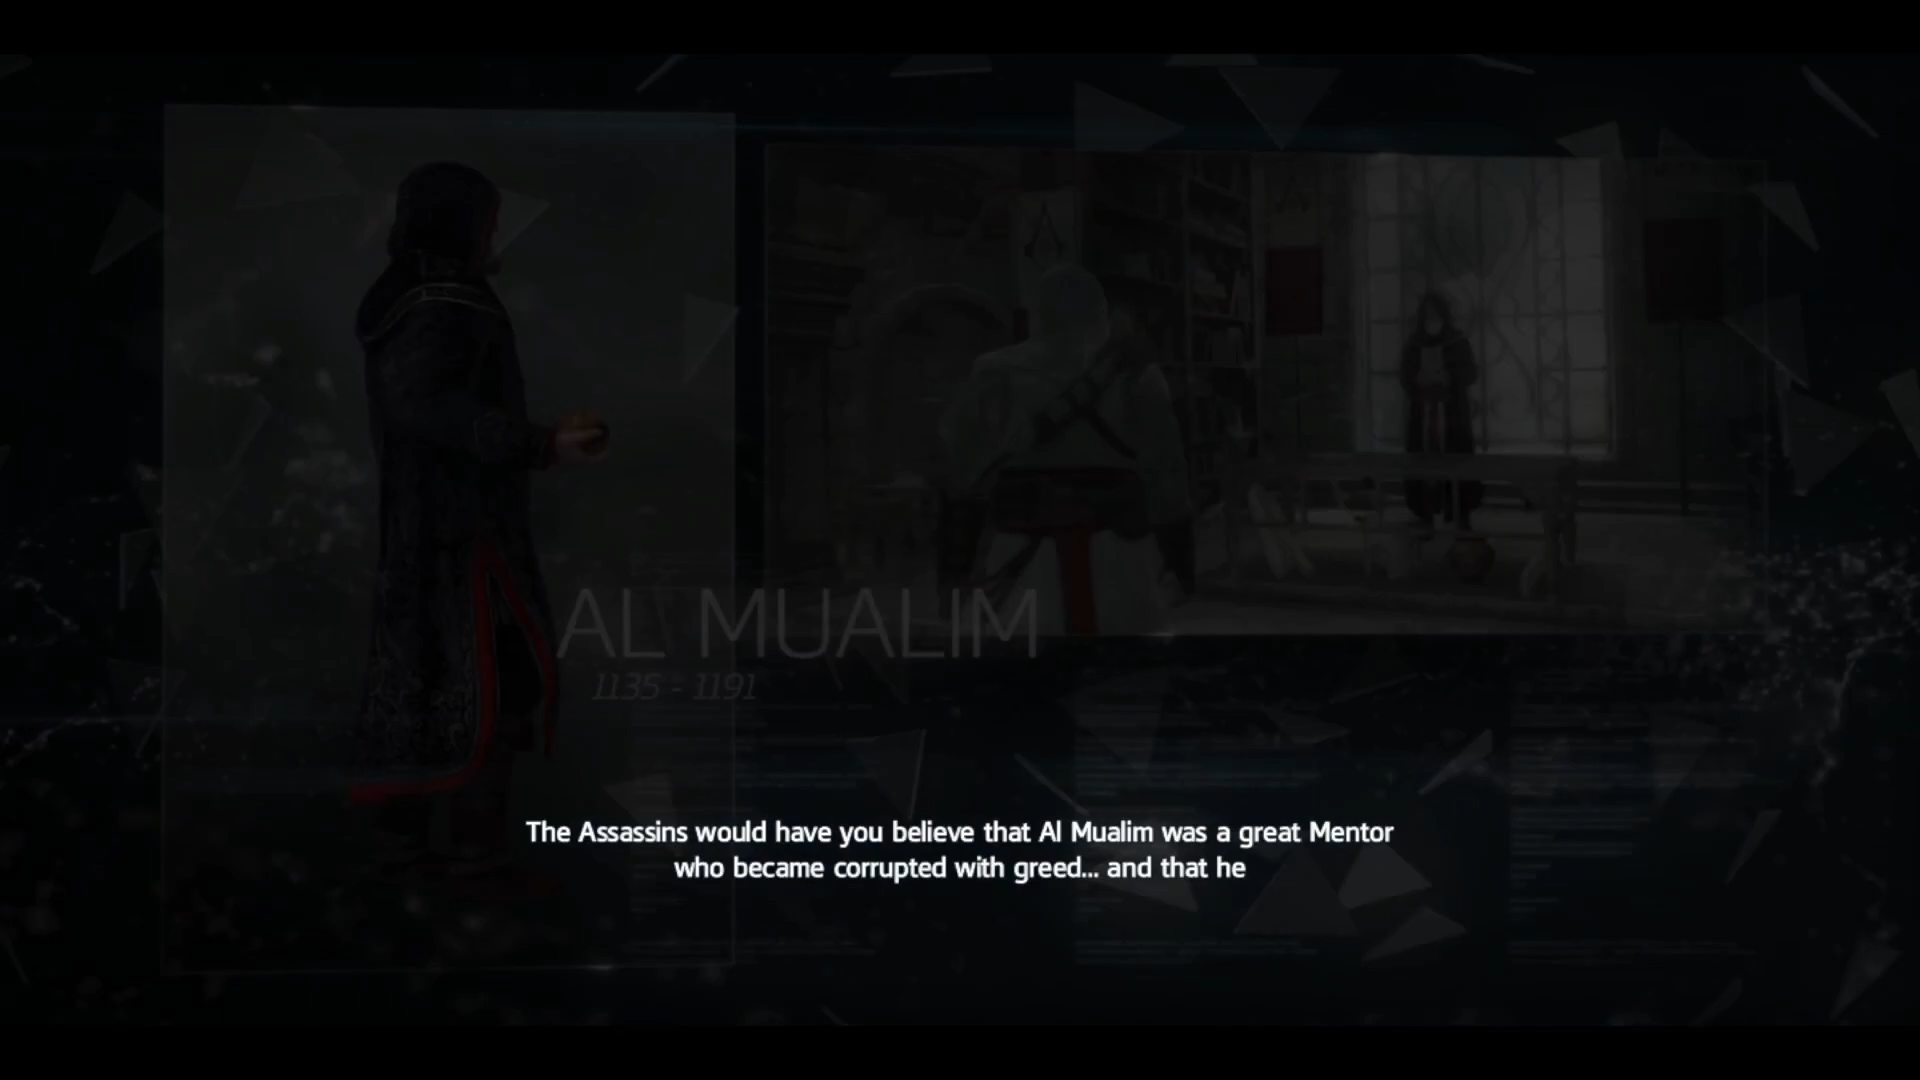 AL MUALIM
1135 - 1191
The Assassins would have you believe that Al Mualim was a great Mentor
who became corrupted with greed... and that he